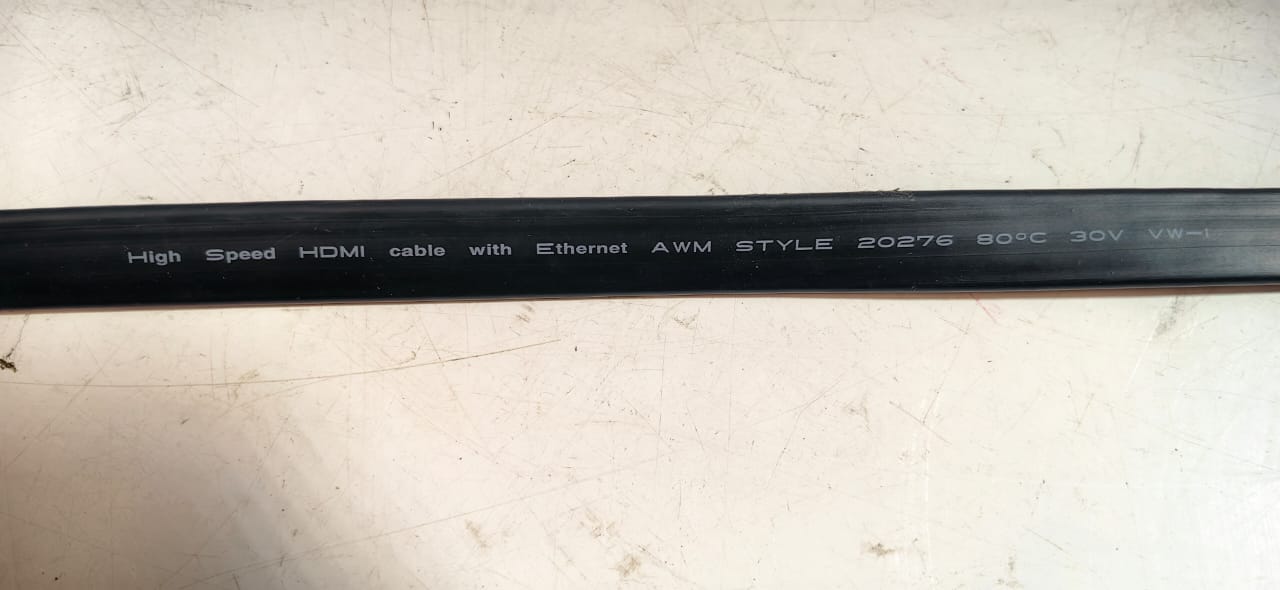 High Speed HDMI cable with Ethernet AWM STYLE 20276 80°C 30V VW-1